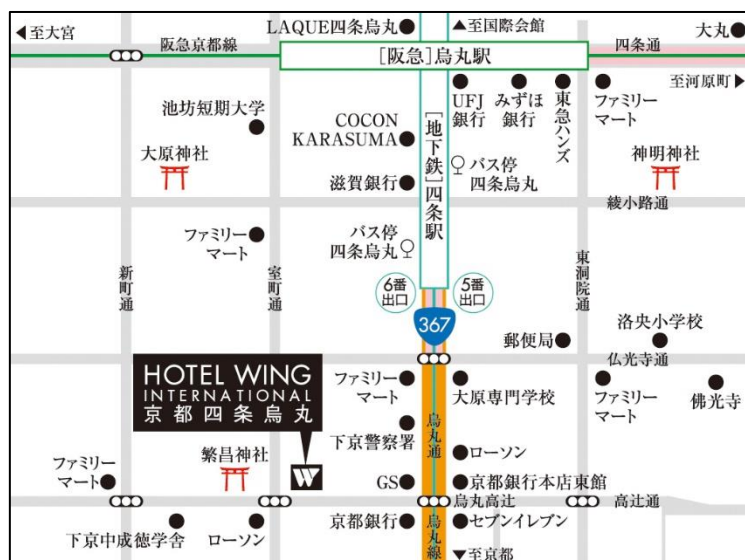 LAQUE四条烏丸
▲至国際会館
大丸
◀至大宮
阪急京都線
[阪急]烏丸駅
四条通
至河原町▶
池坊短期大学
COCON
KARASUMA
[地下鉄]四条駅
UFJ
銀行
みずほ
銀行
東急ハンズ
ファミリー
マート
大原神社
滋賀銀行
バス停
四条烏丸
神明神社
綾小路通
ファミリー
マート
バス停
四条烏丸
新町通
室町通
東洞院通
6番
出口
5番
出口
367
郵便局
洛央小学校
仏光寺通
HOTEL WING
INTERNATIONAL
京都四条烏丸
ファミリー
マート
大原専門学校
ファミリー
マート
佛光寺
烏丸通
下京警察署
ローソン
ファミリー
マート
繁昌神社
W
GS
京都銀行本店東館
烏丸高辻
高辻通
下京中成徳学舎
ローソン
京都銀行
烏丸線
セブンイレブン
▼至京都